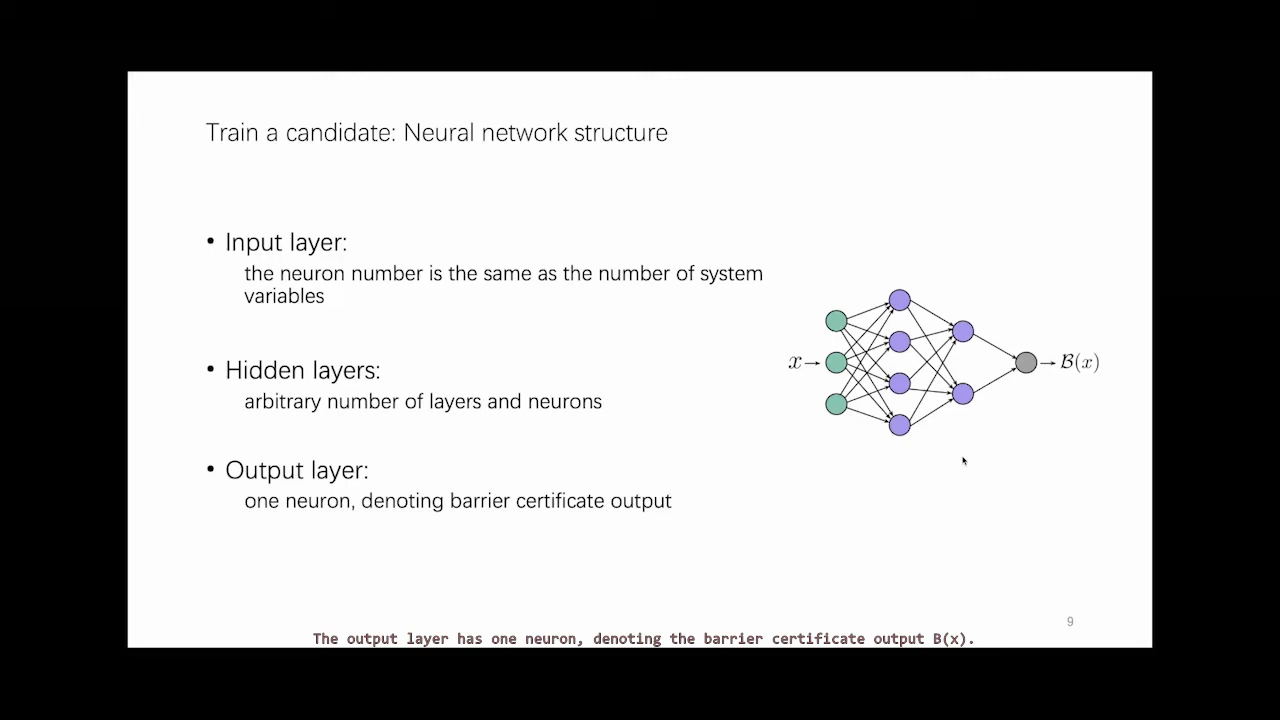 Train a candidate: Neural network structure
• Input layer:
the neuron number is the same as the number of system
variables
• Hidden layers:
arbitrary number of layers and neurons
• Output layer:
one neuron, denoting barrier certificate output
x
B(x)
9
The output layer has one neuron, denoting the barrier certificate output B(x).